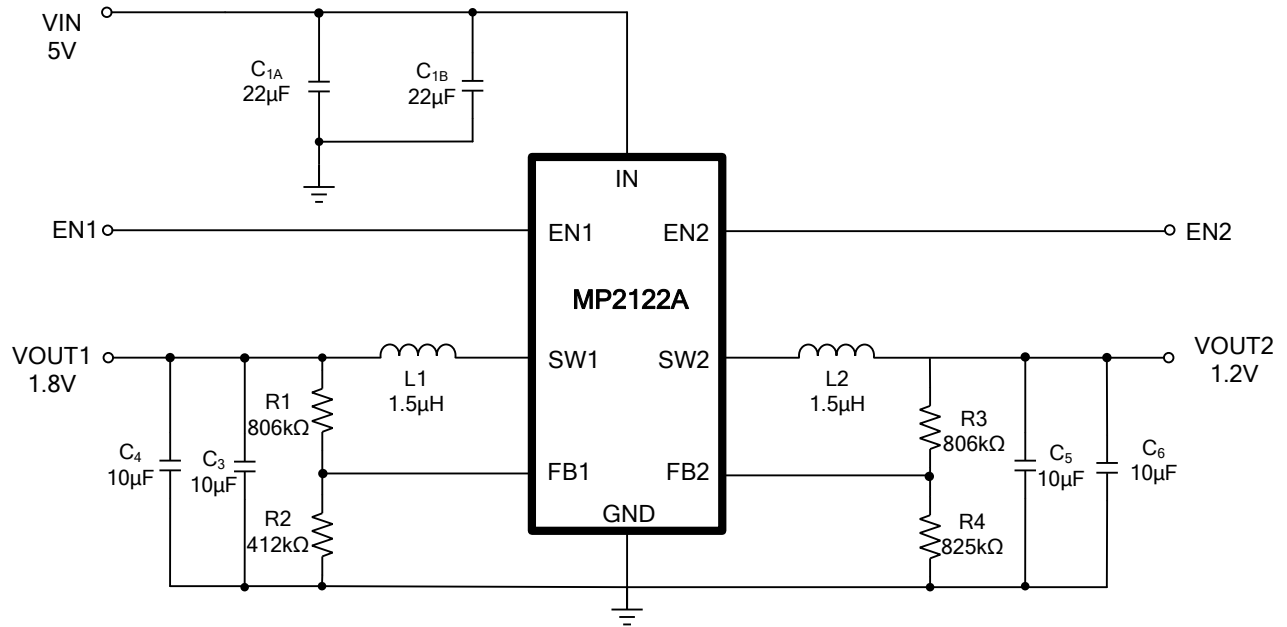 VIN
5V
C1A
22µF
C1B
22µF
IN
EN1
EN1
EN2
EN2
MP2122A
VOUT1
1.8V
L1
1.5µH
SW1
SW2
L2
1.5µH
VOUT2
1.2V
R1
806kΩ
R3
806kΩ
C4
10µF
C3
10µF
FB1
FB2
C5
10µF
C6
10µF
R2
412kΩ
GND
R4
825kΩ